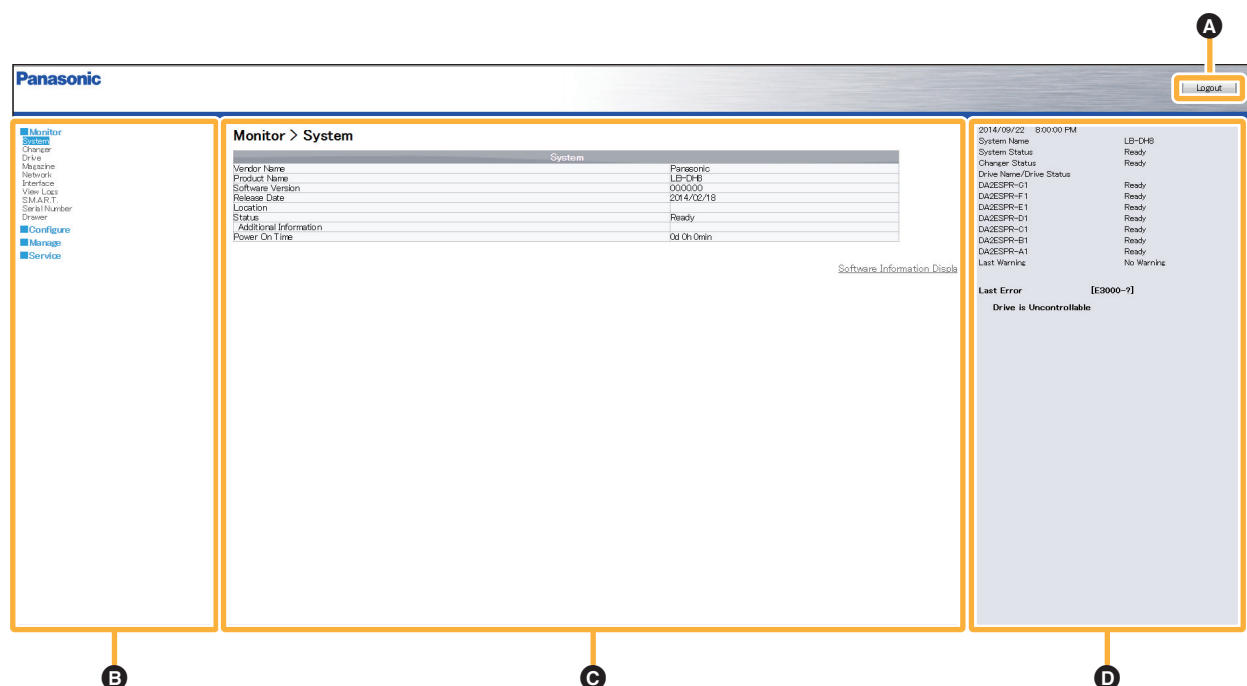 A
Panasonic
Logout
Monitor
System
Changer
Drive
Magazine
Network
Interface
View Logs
S.M.A.R.T.
Serial Number
Drawer
Configure
Manage
Service
Monitor > System
System
Vendor Name Panasonic
Product Name LB-DH8
Software Version 000000
Release Date 2014/02/18
Location
Status Ready
Additional Information
Power On Time 0d 0h 0min
Software Information Displa
2014/09/22 8:00:00 PM
System Name LB-DH8
System Status Ready
Changer Status Ready
Drive Name/Drive Status
DA2ESPR-G1 Ready
DA2ESPR-F1 Ready
DA2ESPR-E1 Ready
DA2ESPR-D1 Ready
DA2ESPR-C1 Ready
DA2ESPR-B1 Ready
DA2ESPR-A1 Ready
Last Warning No Warning
Last Error [E3000-?]
Drive is Uncontrollable
B
C
D